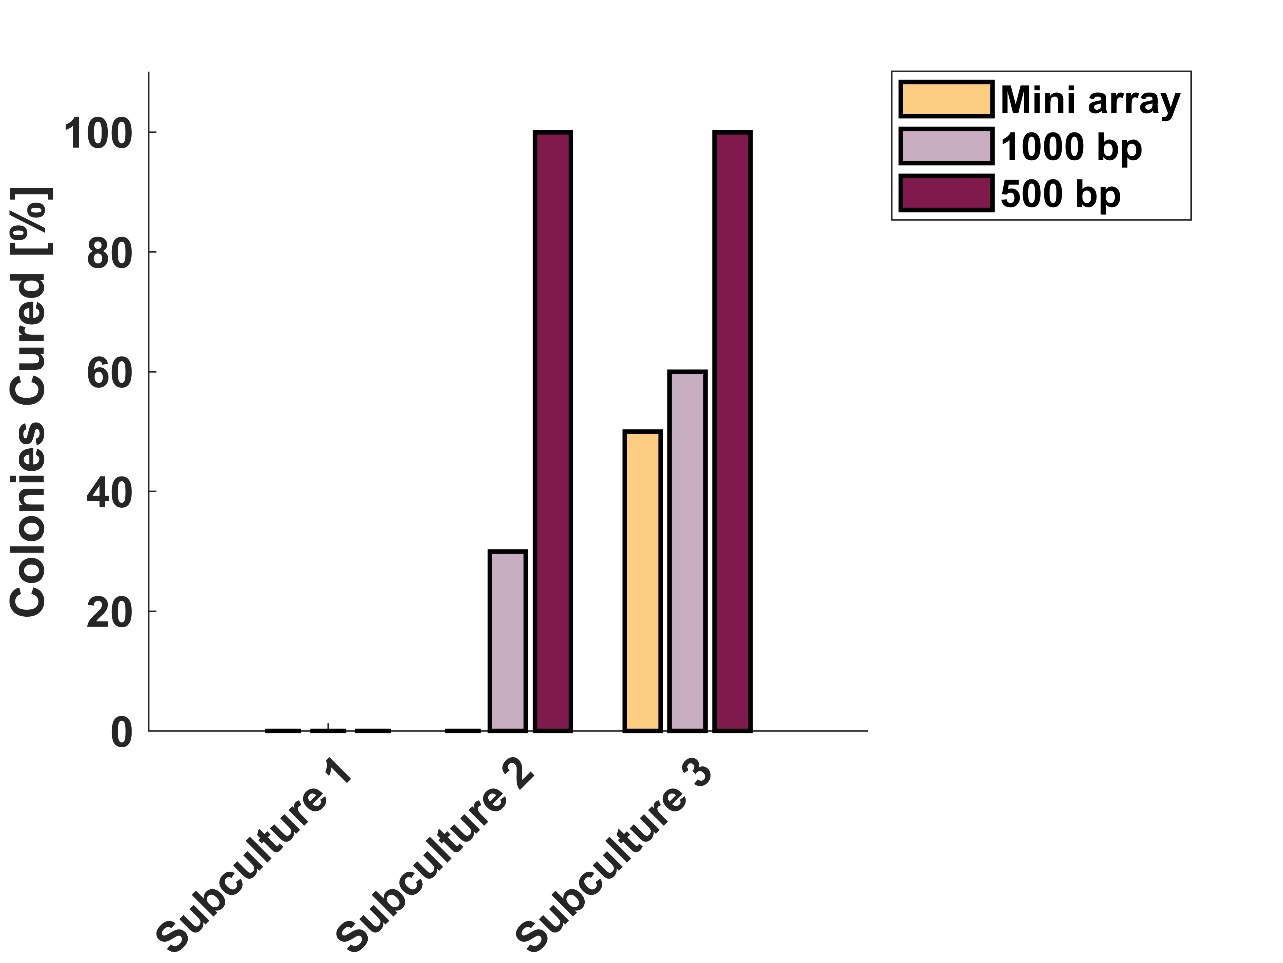 Colonies Cured [%]
100
80
60
40
20
0
Subculture 1
Subculture 2
Subculture 3
Mini array
1000 bp
500 bp